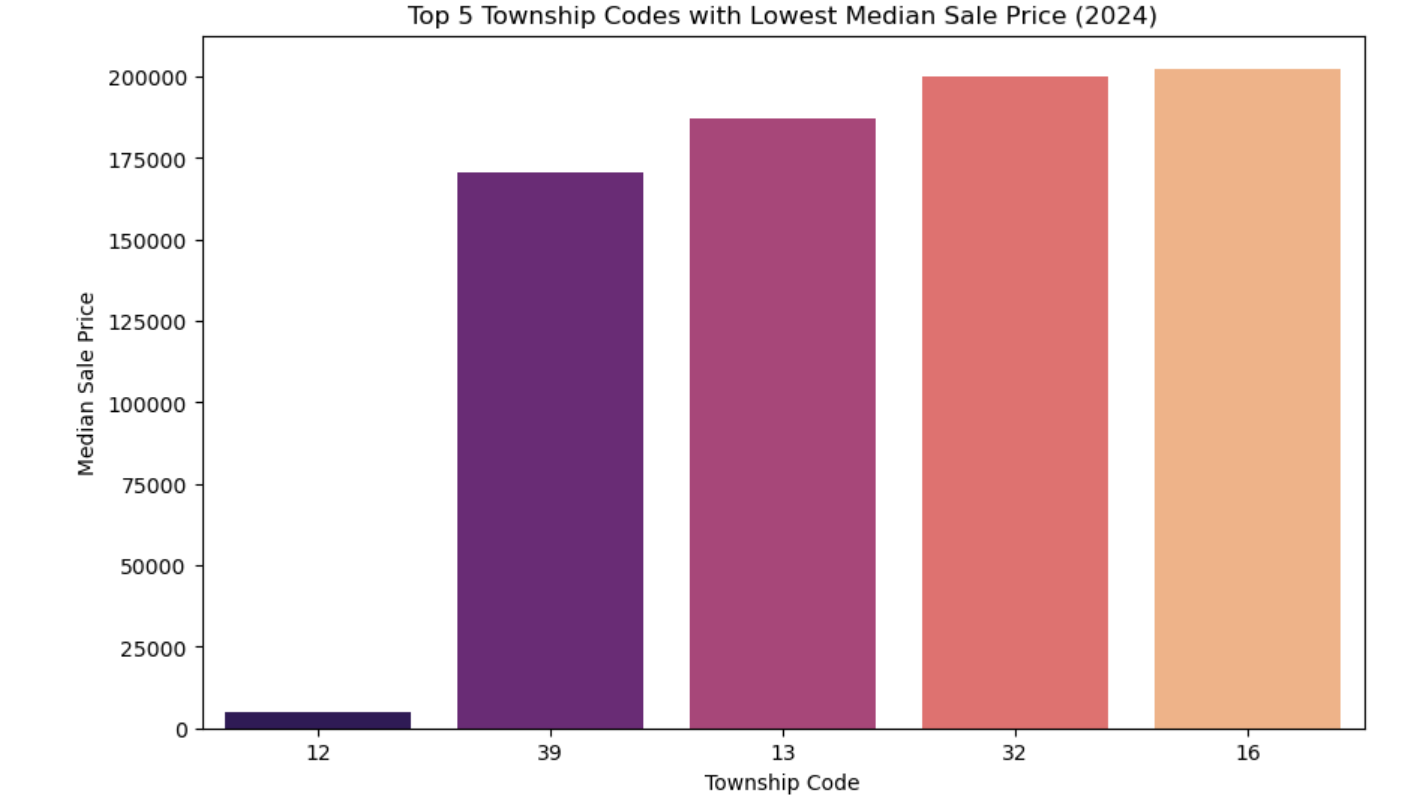 Top 5 Township Codes with Lowest Median Sale Price (2024)
Median Sale Price
200000
175000
150000
125000
100000
75000
50000
25000
0
12 39 13 32 16
Township Code